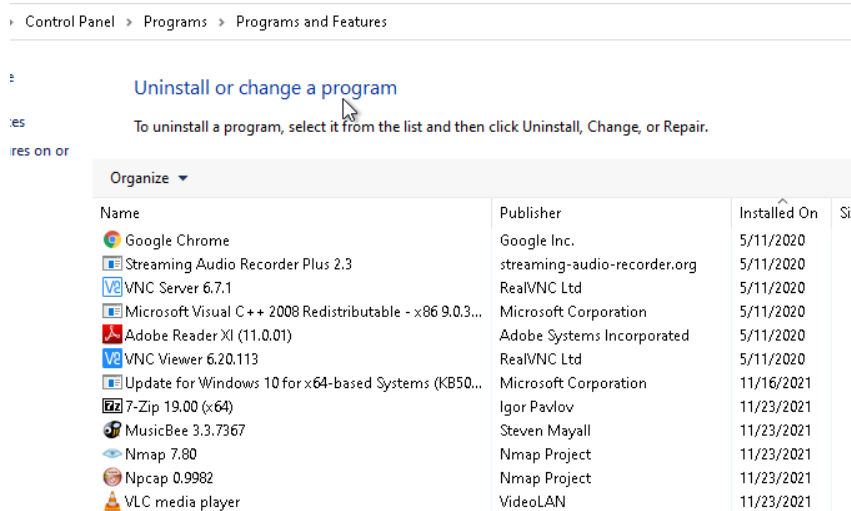 Control Panel > Programs > Programs and Features
Uninstall or change a program
To uninstall a program, select it from the list and then click Uninstall, Change, or Repair.
res on or
Organize
Name Publisher Installed On
Google Chrome Google Inc. 5/11/2020
Streaming Audio Recorder Plus 2.3 streaming-audio-recorder.org 5/11/2020
VNC Server 6.7.1 RealVNC Ltd 5/11/2020
Microsoft Visual C++ 2008 Redistributable - x86 9.0.3... Microsoft Corporation 5/11/2020
Adobe Reader XI (11.0.01) Adobe Systems Incorporated 5/11/2020
VNC Viewer 6.20.113 RealVNC Ltd 5/11/2020
Update for Windows 10 for x64-based Systems (KB50... Microsoft Corporation 11/16/2021
7-Zip 19.00 (x64) Igor Pavlov 11/23/2021
MusicBee 3.3.7367 Steven Mayall 11/23/2021
Nmap 7.80 Nmap Project 11/23/2021
Npcap 0.9982 Nmap Project 11/23/2021
VLC media player VideoLAN 11/23/2021